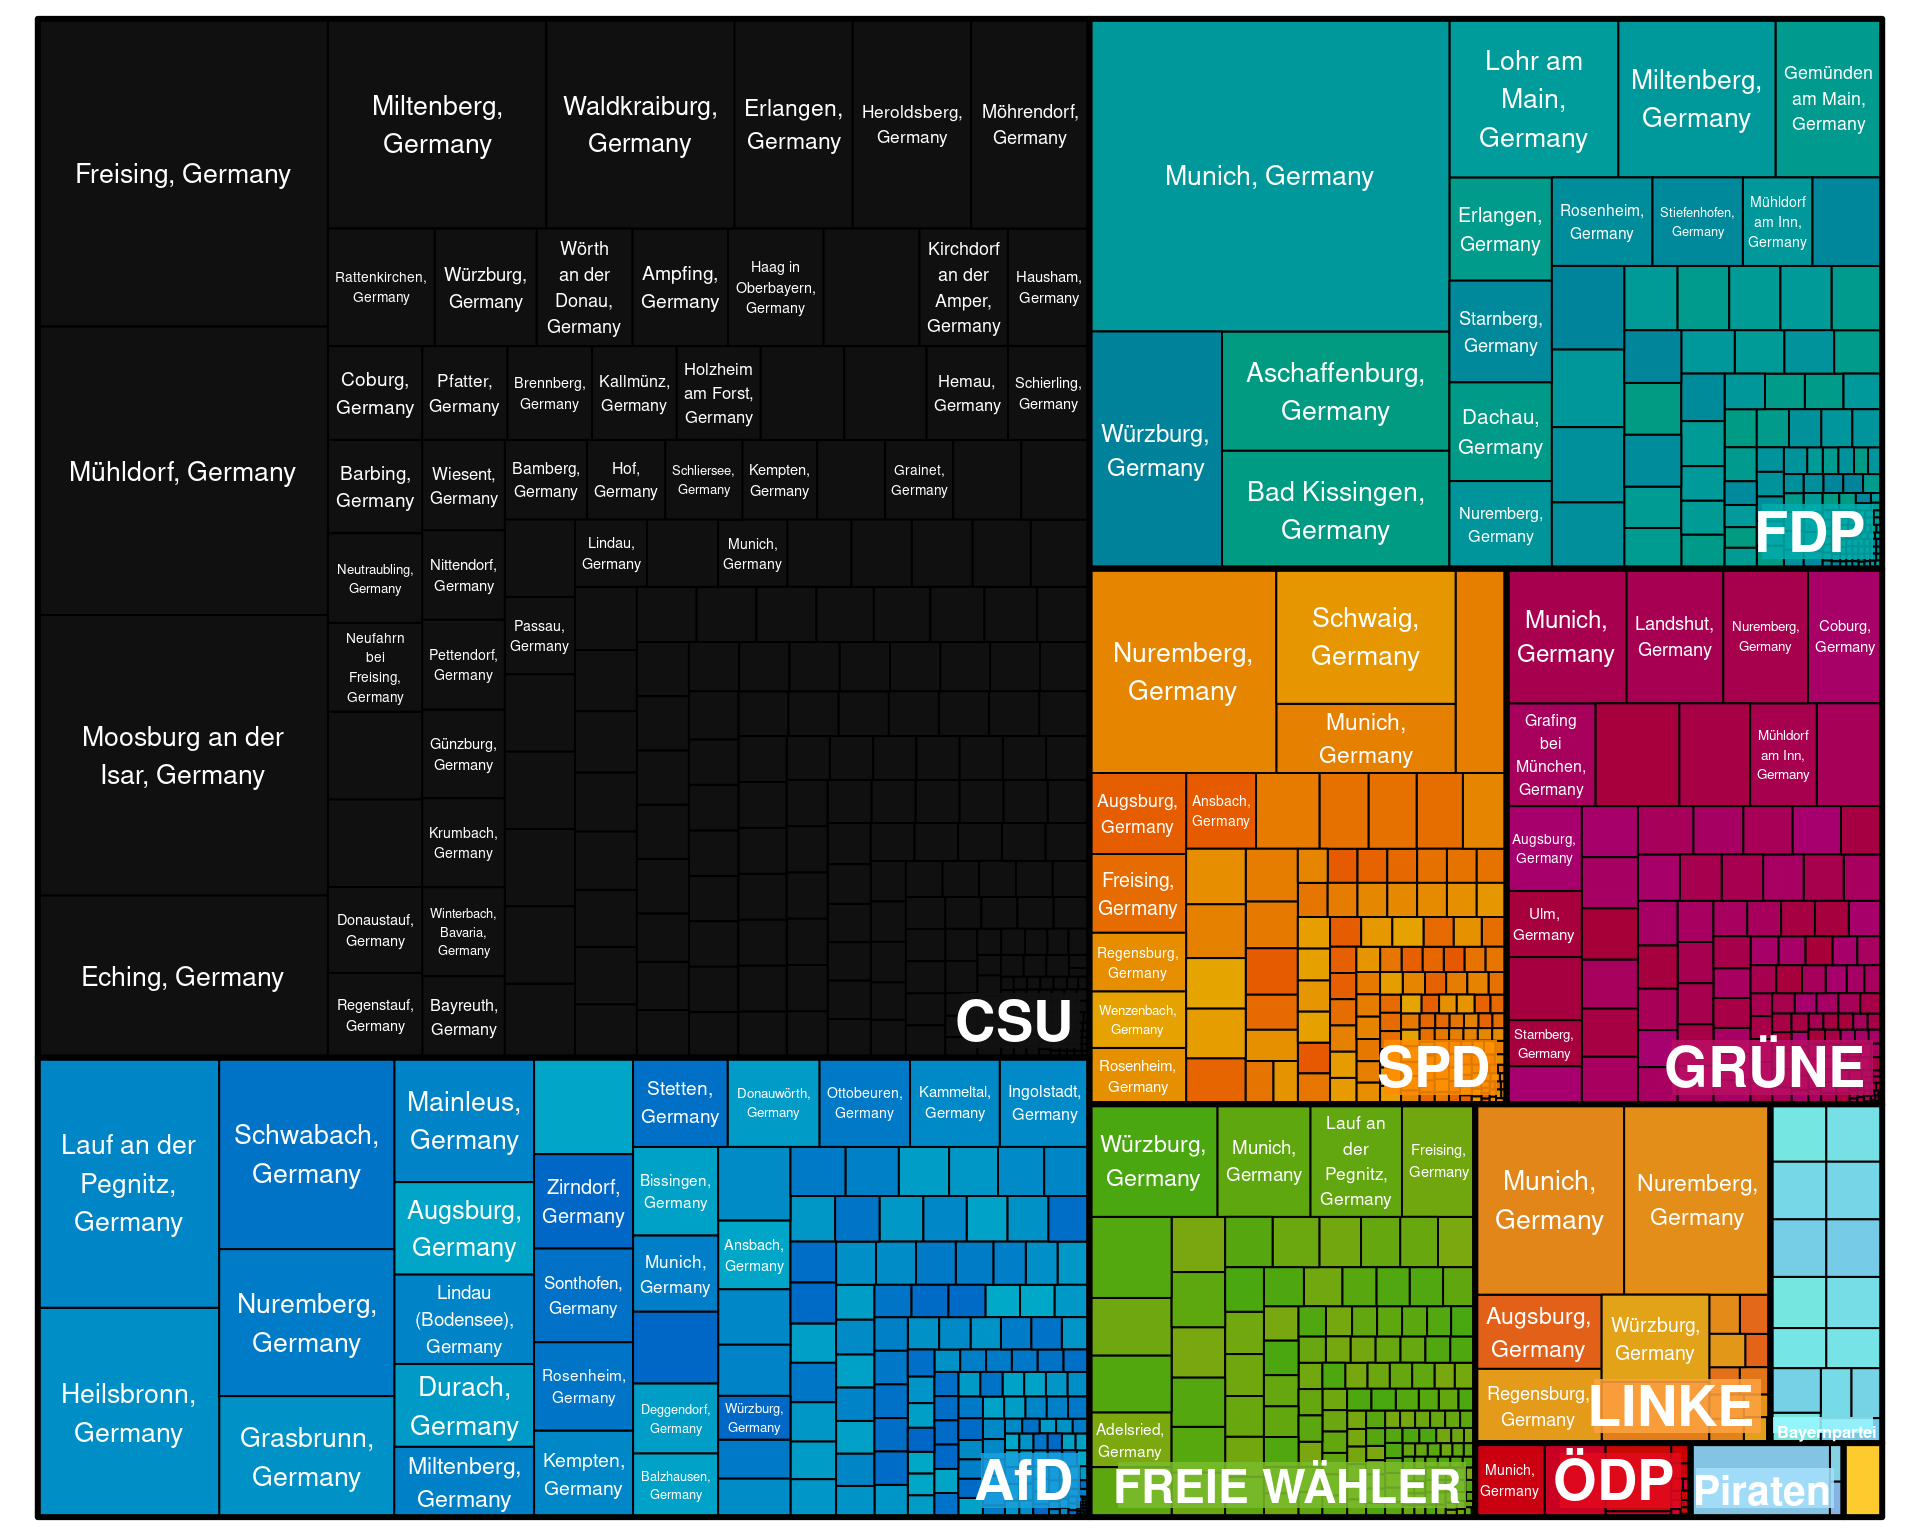 Freising, Germany
Mühldorf, Germany
Moosburg an der
Isar, Germany
Eching, Germany
Miltenberg,
Germany
Waldkraiburg,
Germany
Erlangen,
Germany
Heroldsberg,
Germany
Möhrendorf,
Germany
Rattenkirchen,
Germany
Würzburg,
Germany
Wörth
an der
Donau,
Germany
Ampfing,
Germany
Haag in
Oberbayern,
Germany
Kirchdorf
an der
Amper,
Germany
Hausham,
Germany
Coburg,
Germany
Pfatter,
Germany
Brennberg,
Germany
Kallmünz,
Germany
Holzheim
am Forst,
Germany
Hemau,
Germany
Schierling,
Germany
Barbing,
Germany
Wiesent,
Germany
Bamberg,
Germany
Hof,
Germany
Schliersee,
Germany
Kempten,
Germany
Grainet,
Germany
Neutraubling,
Germany
Nittendorf,
Germany
Lindau,
Germany
Munich,
Germany
Neufahrn
bei
Freising,
Germany
Pettendorf,
Germany
Passau,
Germany
Günzburg,
Germany
Krumbach,
Germany
Donaustauf,
Germany
Winterbach,
Bavaria,
Germany
Regenstauf,
Germany
Bayreuth,
Germany
CSU
Munich, Germany
Lohr am
Main,
Germany
Miltenberg,
Germany
Gemünden
am Main,
Germany
Erlangen,
Germany
Rosenheim,
Germany
Stiefenhofen,
Germany
Mühldorf
am Inn,
Germany
Starnberg,
Germany
Würzburg,
Germany
Aschaffenburg,
Germany
Dachau,
Germany
Bad Kissingen,
Germany
Nuremberg,
Germany
FDP
Nuremberg,
Germany
Schwaig,
Germany
Munich,
Germany
Augsburg,
Germany
Ansbach,
Germany
Freising,
Germany
Regensburg,
Germany
Wenzenbach,
Germany
Rosenheim,
Germany
SPD
Munich,
Germany
Landshut,
Germany
Nuremberg,
Germany
Coburg,
Germany
Grafing
bei
München,
Germany
Mühldorf
am Inn,
Germany
Augsburg,
Germany
Ulm,
Germany
Starnberg,
Germany
GRÜNE
Lauf an der
Pegnitz,
Germany
Heilsbronn,
Germany
Schwabach,
Germany
Nuremberg,
Germany
Grasbrunn,
Germany
Mainleus,
Germany
Augsburg,
Germany
Lindau
(Bodensee),
Germany
Durach,
Germany
Miltenberg,
Germany
Zirndorf,
Germany
Sonthofen,
Germany
Rosenheim,
Germany
Kempten,
Germany
Stetten,
Germany
Donauwörth,
Germany
Ottobeuren,
Germany
Kammeltal,
Germany
Ingolstadt,
Germany
Bissingen,
Germany
Munich,
Germany
Ansbach,
Germany
Deggendorf,
Germany
Würzburg,
Germany
Balzhausen,
Germany
AfD
Würzburg,
Germany
Munich,
Germany
Lauf an
der
Pegnitz,
Germany
Freising,
Germany
Adelsried,
Germany
FREIE WÄHLER
Munich,
Germany
Nuremberg,
Germany
Augsburg,
Germany
Würzburg,
Germany
Regensburg,
Germany
LINKE
Bayernpartei
Munich,
Germany
ÖDP
Piraten